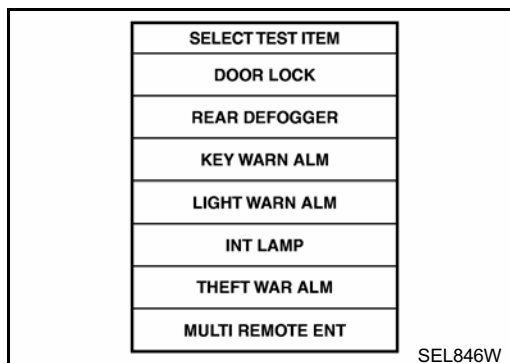 SELECT TEST ITEM
DOOR LOCK
REAR DEFOGGER
KEY WARN ALM
LIGHT WARN ALM
INT LAMP
THEFT WAR ALM
MULTI REMOTE ENT
SEL846W